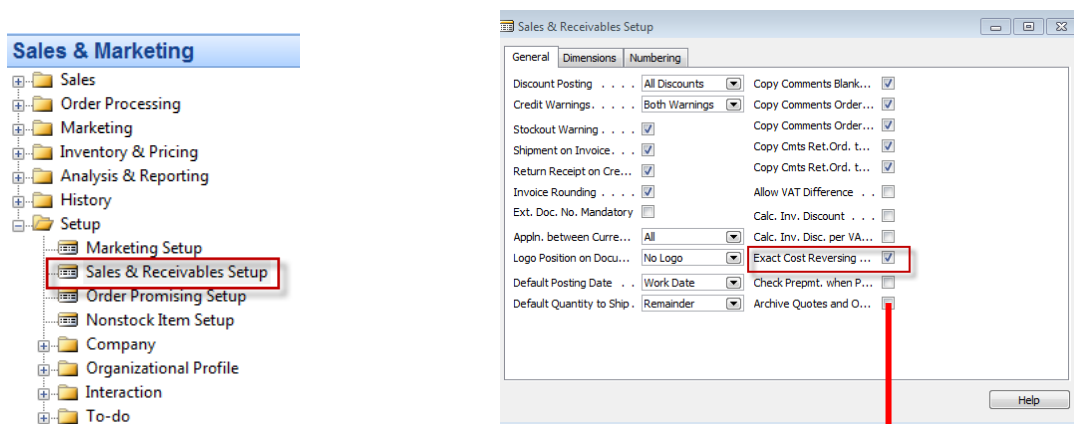 Sales & Marketing
Sales
Order Processing
Marketing
Inventory & Pricing
Analysis & Reporting
History
Setup
Marketing Setup
Sales & Receivables Setup
Order Promising Setup
Nonstock Item Setup
Company
Organizational Profile
Interaction
To-do
Sales & Receivables Setup
General Dimensions Numbering
Discount Posting . . . . All Discounts
Credit Warnings. . . . . Both Warnings
Stockout Warning . . . .
Shipment on Invoice. . .
Return Receipt on Cre...
Invoice Rounding . . . .
Ext. Doc. No. Mandatory
Appln. between Curre... All
Logo Position on Docu... No Logo
Default Posting Date . . Work Date
Default Quantity to Ship . Remainder
Copy Comments Blank...
Copy Comments Order...
Copy Comments Order...
Copy Cmts Ret.Ord. t...
Copy Cmts Ret.Ord. t...
Allow VAT Difference . .
Calc. Inv. Discount . . .
Calc. Inv. Disc. per VA...
Exact Cost Reversing ...
Check Prepmt. when P...
Archive Quotes and O...
Help